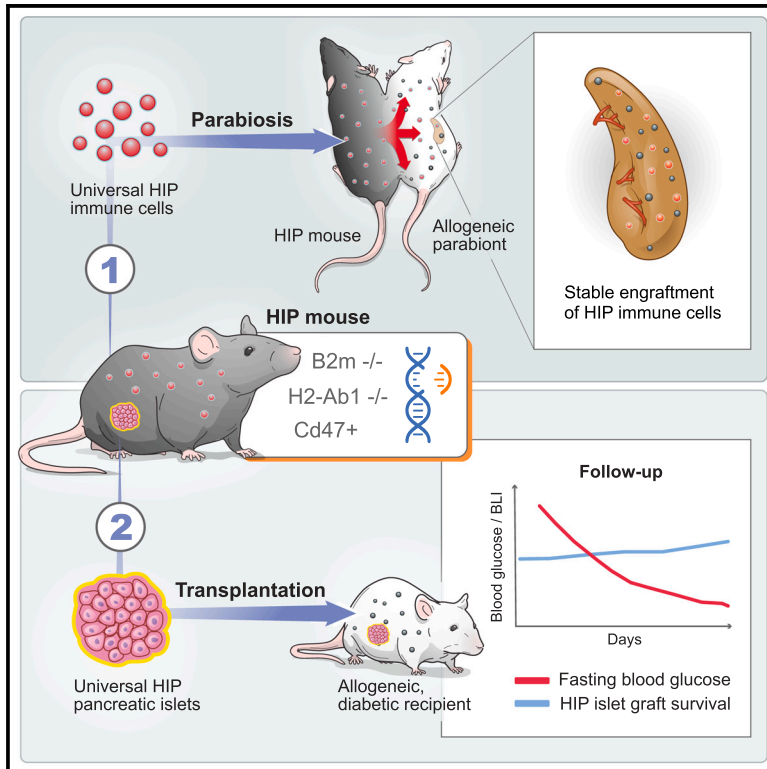 Parabiosis
Universal HIP
immune cells
HIP mouse
Allogeneic
parabiont
Stable engraftment
of HIP immune cells
1
HIP mouse
B2m -/-
H2-Ab1 -/-
Cd47+
2
Transplantation
Universal HIP
pancreatic islets
Allogeneic,
diabetic recipient
Follow-up
Blood glucose / BLI
Days
Fasting blood glucose
HIP islet graft survival